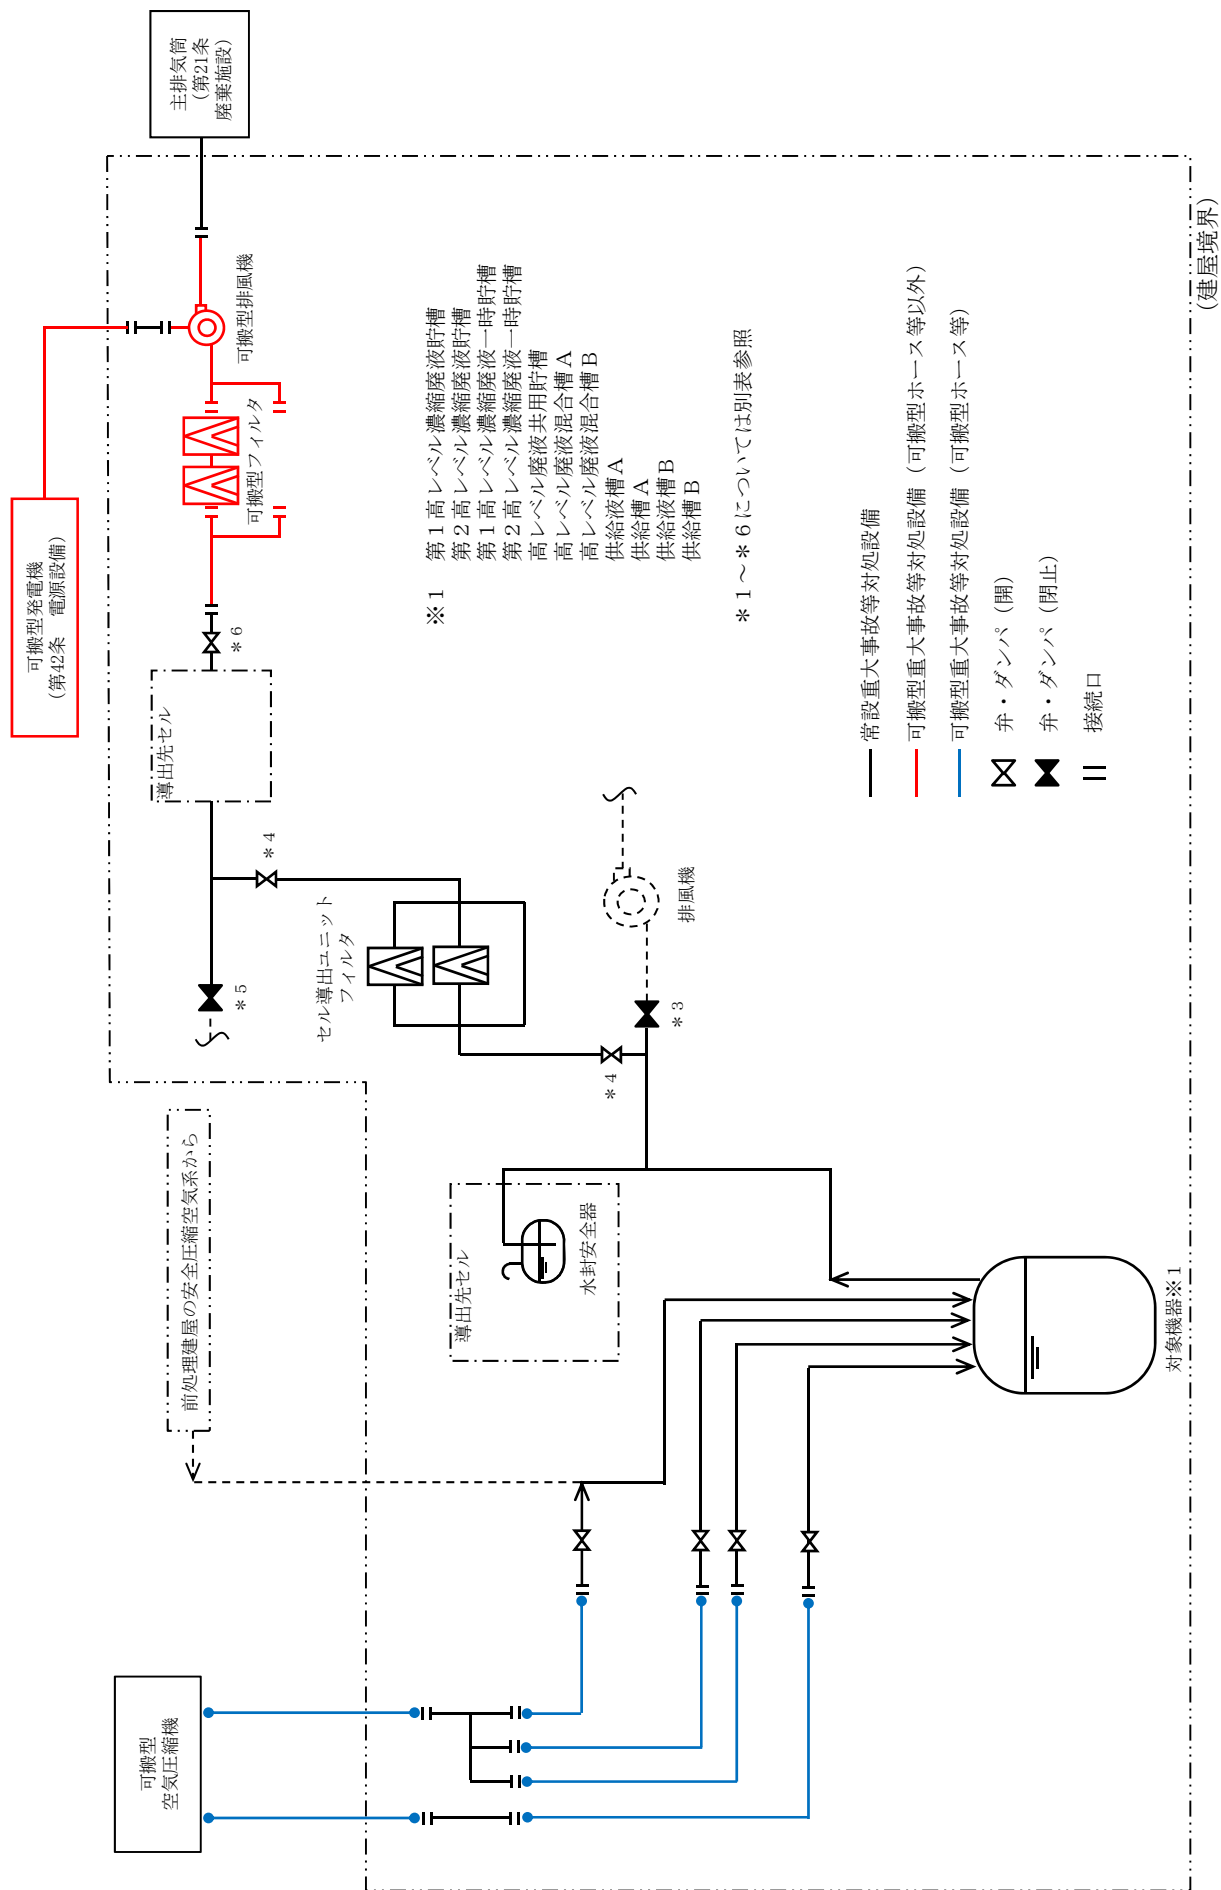 可搬型
空気圧縮機
前処理建屋の安全圧縮空気系から
可搬型発電機
(第42条　電源設備)
主排気筒
(第21条
廃棄施設)
導出先セル
＊6
可搬型フィルタ
可搬型排風機
＊5
＊4
セル導出ユニット
フィルタ
導出先セル
水封安全器
＊4
＊3
排風機
対象機器※1
※1
第1高レベル濃縮廃液貯槽
第2高レベル濃縮廃液貯槽
第1高レベル濃縮廃液一時貯槽
第2高レベル濃縮廃液一時貯槽
高レベル廃液共用貯槽
高レベル廃液混合槽A
高レベル廃液混合槽B
供給液槽A
供給槽A
供給液槽B
供給槽B
＊1～＊6については別表参照
常設重大事故等対処設備
可搬型重大事故等対処設備（可搬型ホース等以外）
可搬型重大事故等対処設備（可搬型ホース等）
弁・ダンパ（開）
弁・ダンパ（閉止）
接続口
(建屋境界)